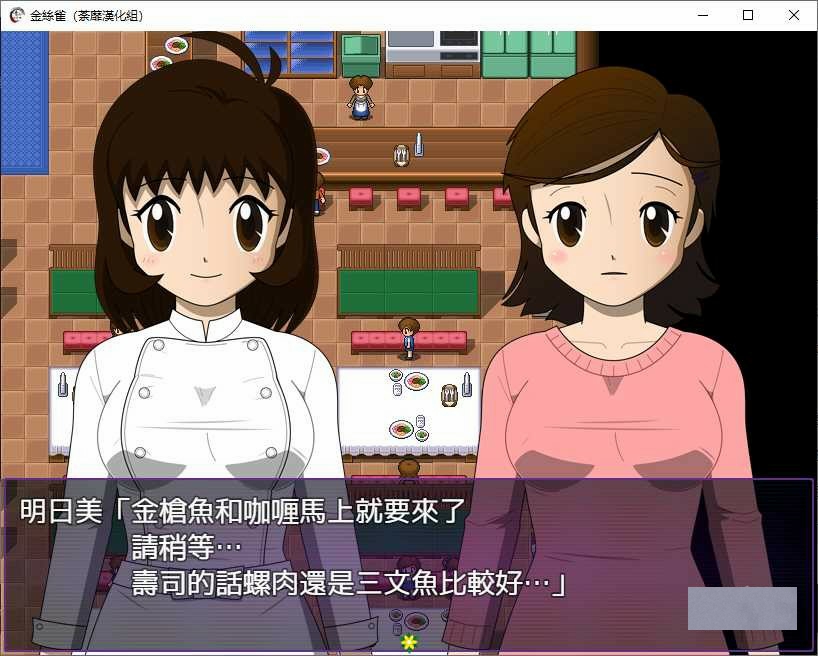 金絲雀（荼靡漢化組）
明日美「金槍魚和咖喱馬上就要來了
請稍等…
壽司的話螺肉還是三文魚比較好…」